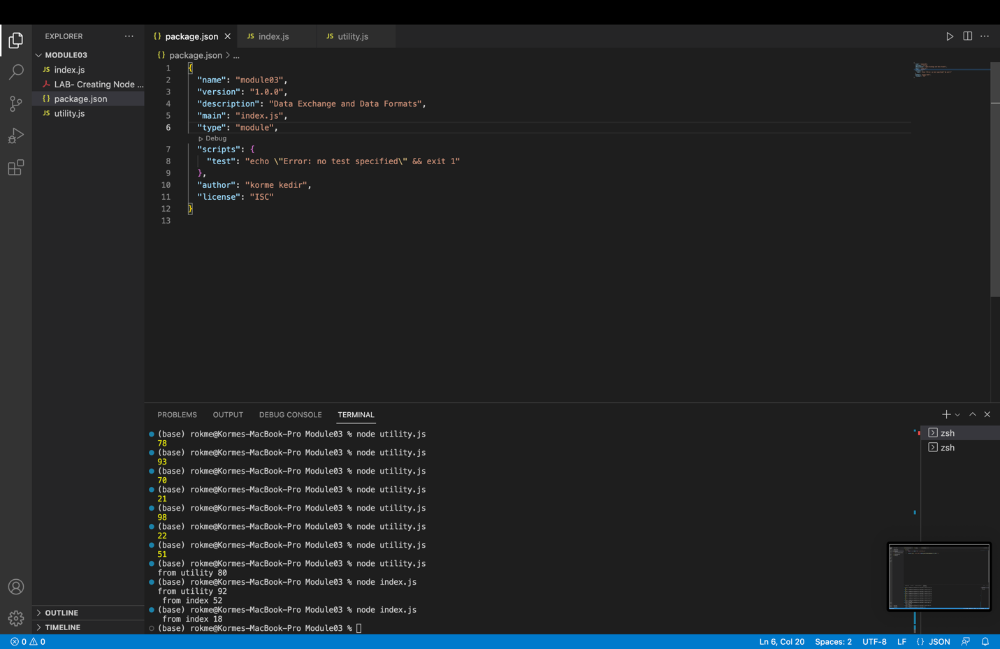 EXPLORER
MODULE03
JS index.js
LAB- Creating Node ...
{} package.json
JS utility.js
OUTLINE
TIMELINE
{} package.json
JS index.js
JS utility.js
{} package.json > ...
1 {
2 "name": "module03",
3 "version": "1.0.0",
4 "description": "Data Exchange and Data Formats",
5 "main": "index.js",
6 "type": "module",
Debug
7 "scripts": {
8 "test": "echo \"Error: no test specified\" && exit 1"
9 },
10 "author": "korme kedir",
11 "license": "ISC"
12 }
13
PROBLEMS OUTPUT DEBUG CONSOLE TERMINAL
(base) rokme@Kormes-MacBook-Pro Module03 % node utility.js
78
(base) rokme@Kormes-MacBook-Pro Module03 % node utility.js
93
(base) rokme@Kormes-MacBook-Pro Module03 % node utility.js
70
(base) rokme@Kormes-MacBook-Pro Module03 % node utility.js
21
(base) rokme@Kormes-MacBook-Pro Module03 % node utility.js
98
(base) rokme@Kormes-MacBook-Pro Module03 % node utility.js
22
(base) rokme@Kormes-MacBook-Pro Module03 % node utility.js
51
(base) rokme@Kormes-MacBook-Pro Module03 % node utility.js
from utility 80
(base) rokme@Kormes-MacBook-Pro Module03 % node index.js
from utility 92
from index 52
(base) rokme@Kormes-MacBook-Pro Module03 % node index.js
from index 18
(base) rokme@Kormes-MacBook-Pro Module03 %
zsh
zsh
0 0
Ln 6, Col 20 Spaces: 2 UTF-8 LF {} JSON